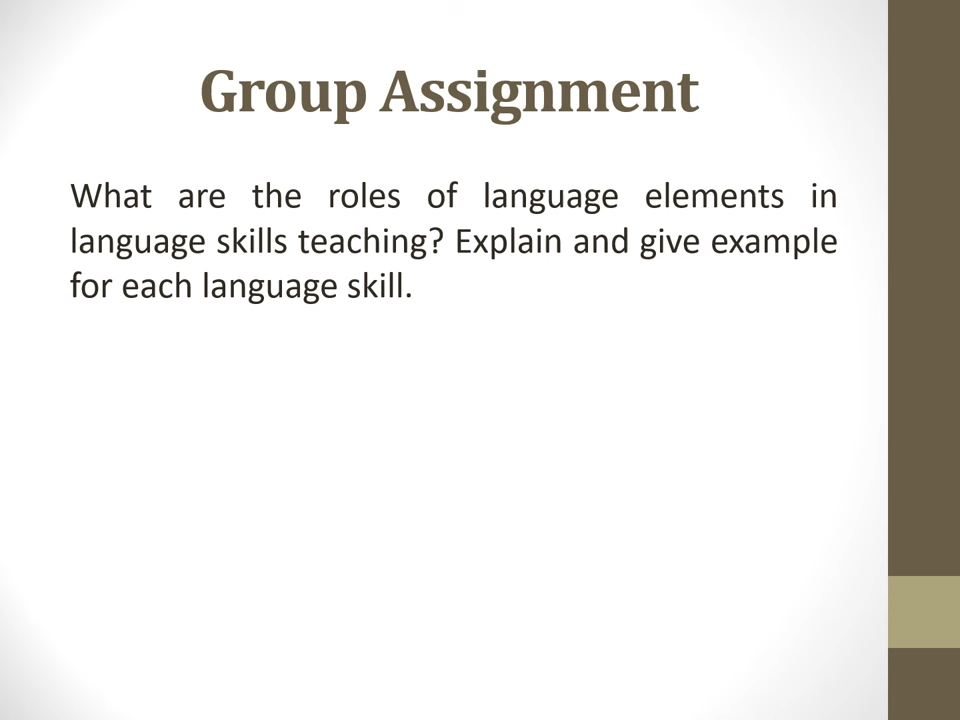 Group Assignment
What are the roles of language elements in
language skills teaching? Explain and give example
for each language skill.